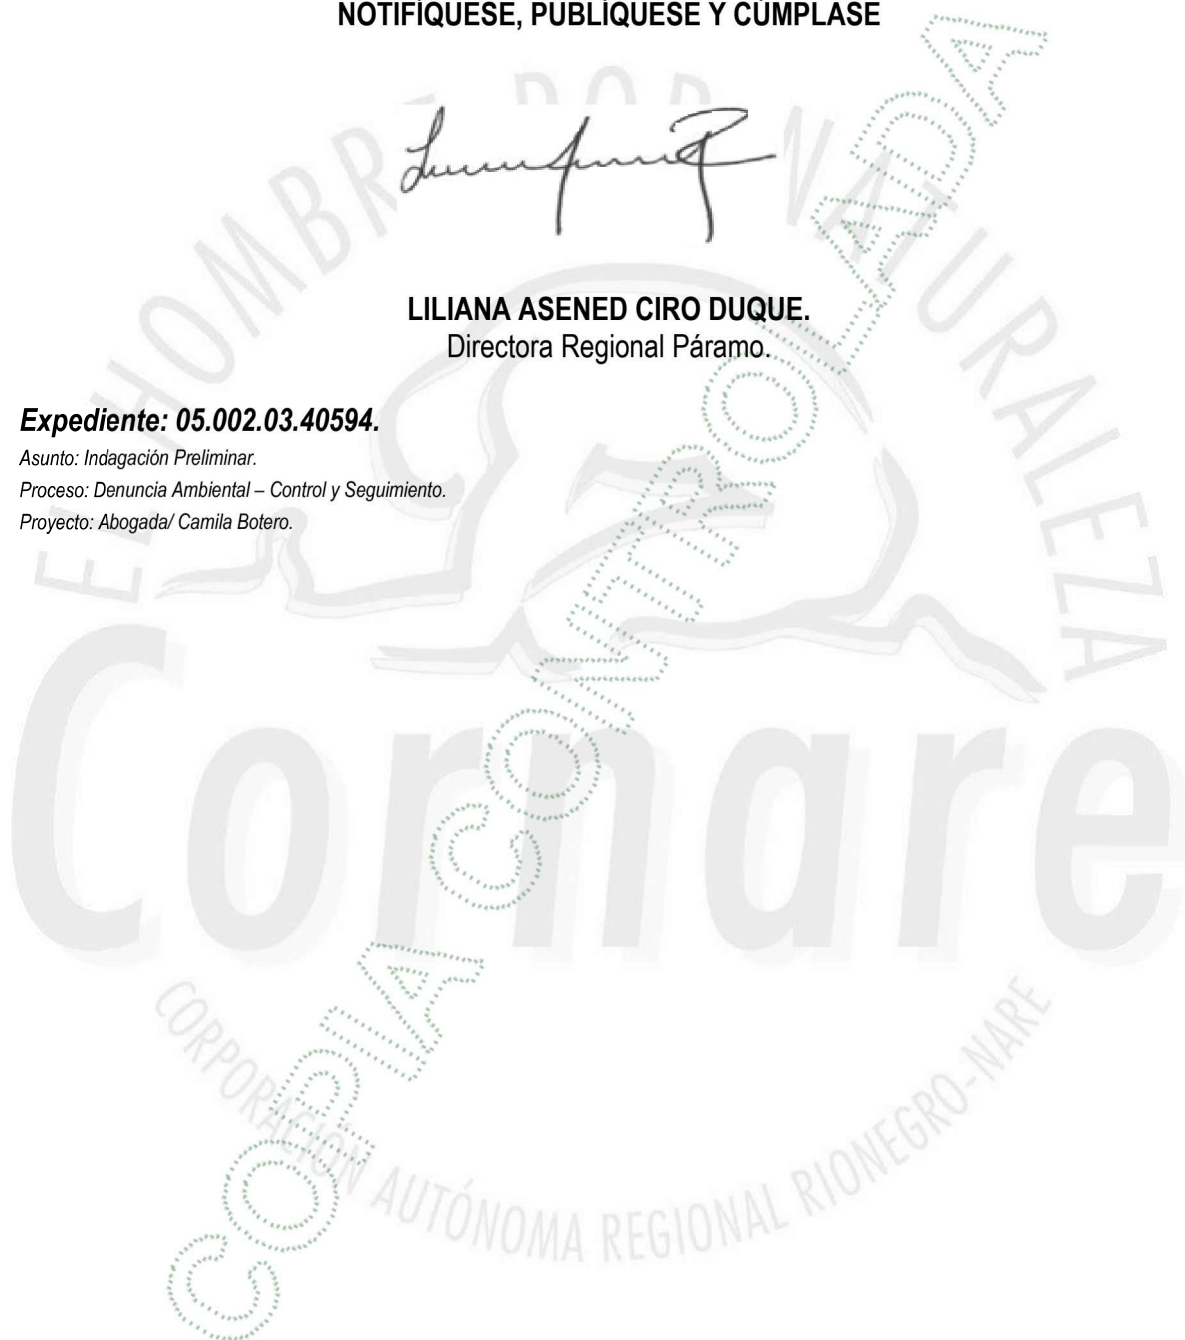 NOTIFÍQUESE, PUBLÍQUESE Y CÚMPLASE
LILIANA ASENED CIRO DUQUE.
Directora Regional Páramo.
Expediente: 05.002.03.40594.
Asunto: Indagación Preliminar.
Proceso: Denuncia Ambiental – Control y Seguimiento.
Proyecto: Abogada/ Camila Botero.
EL HOMBRE POR NATURALEZA
Cornare
CORPORACIÓN AUTÓNOMA REGIONAL RIONEGRO-NARE
COPIA CONTROLADA